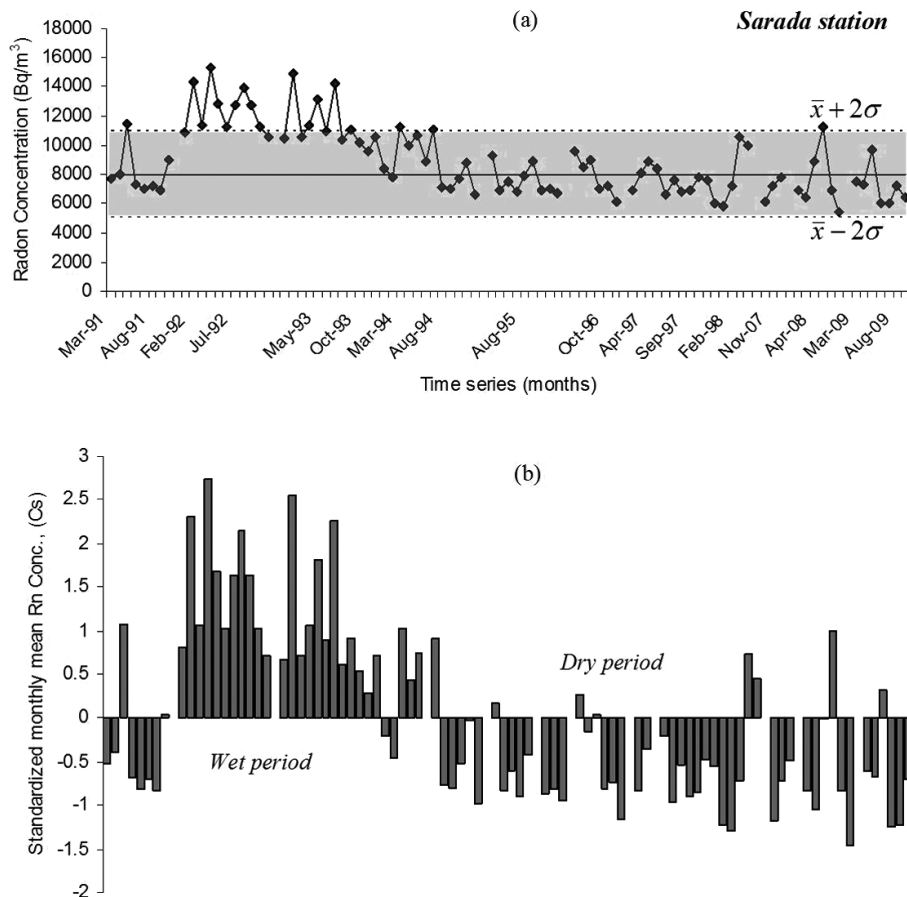 (a)
Sarada station
Radon Concentration (Bq/m³)
18000
16000
14000
12000
10000
8000
6000
4000
2000
0
x̄ + 2σ
x̄ − 2σ
Mar-91
Aug-91
Feb-92
Jul-92
May-93
Oct-93
Mar-94
Aug-94
Aug-95
Oct-96
Apr-97
Sep-97
Feb-98
Nov-07
Apr-08
Mar-09
Aug-09
Time series (months)
(b)
Standardized monthly mean Rn Conc., (Cs)
3
2.5
2
1.5
1
0.5
0
-0.5
-1
-1.5
-2
Dry period
Wet period